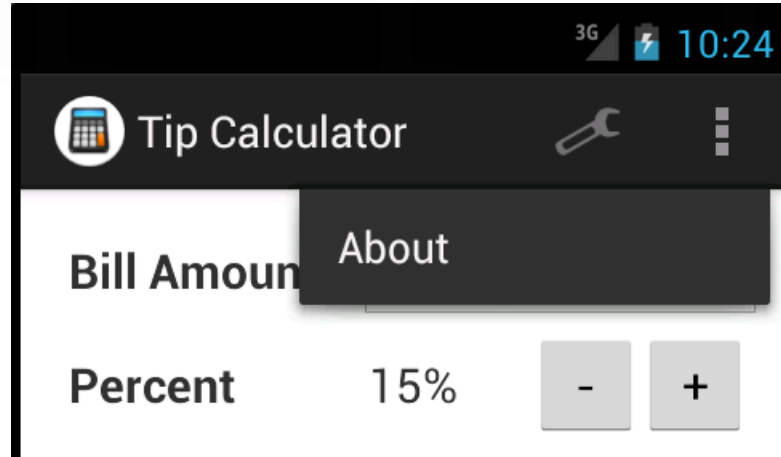 3G 10:24
Tip Calculator
About
Bill Amoun
Percent 15% - +